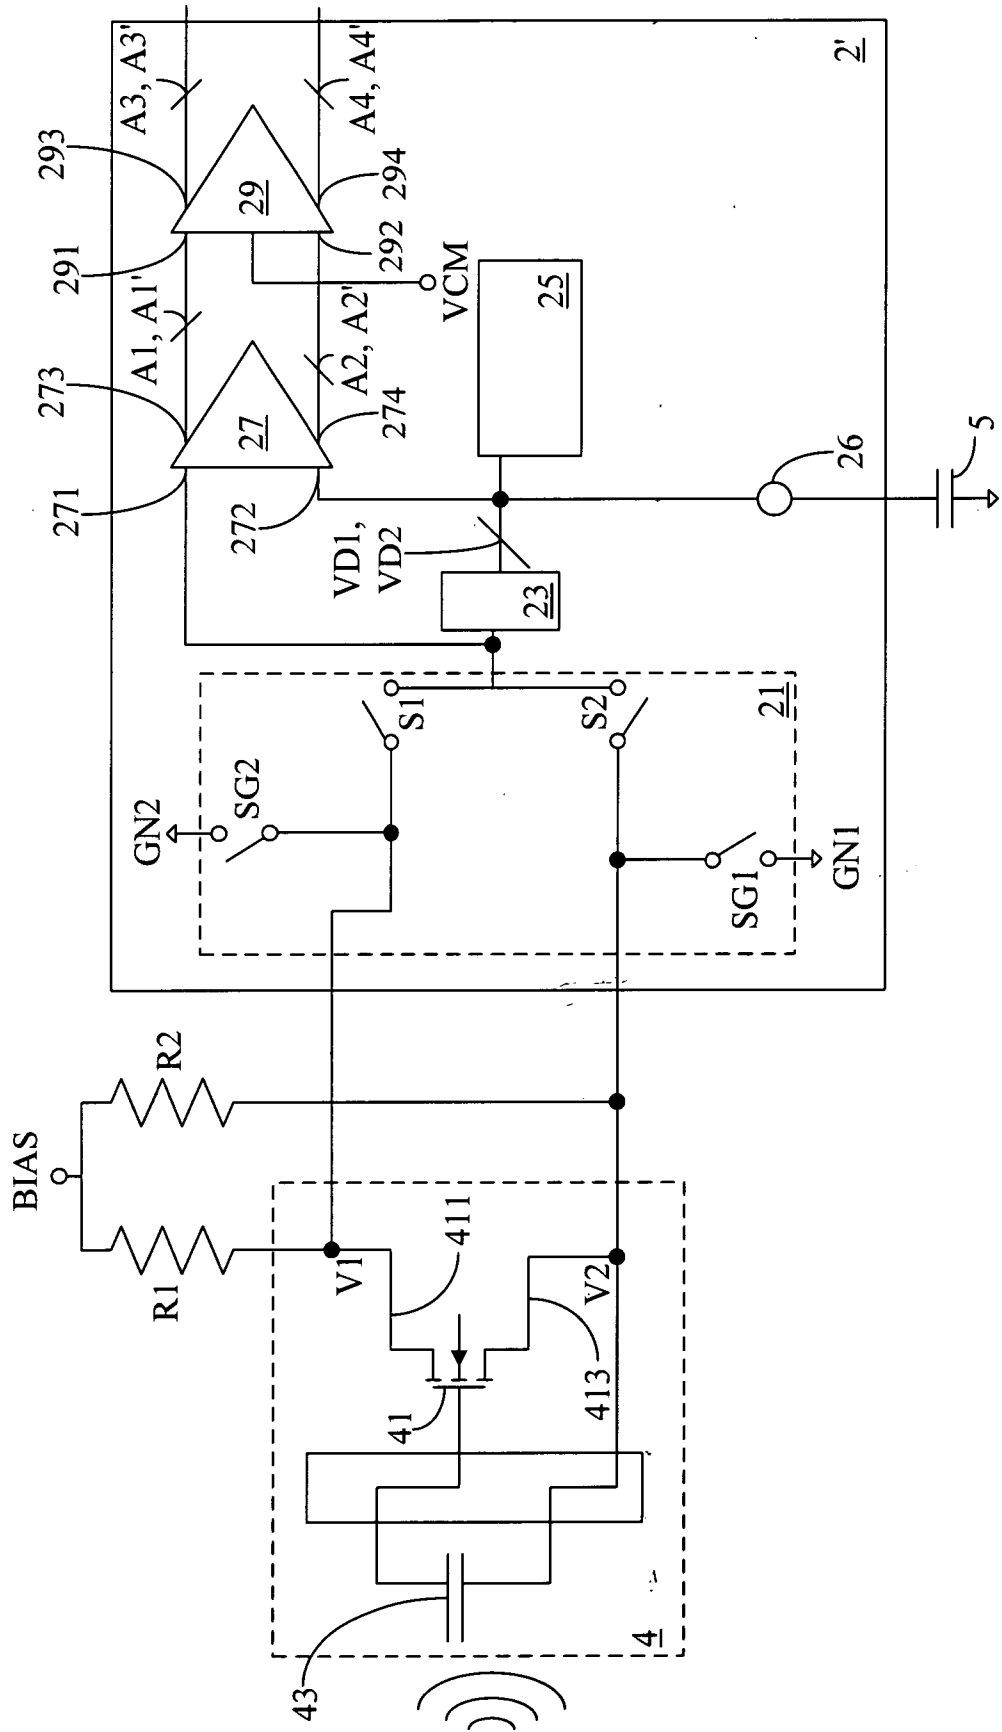 A3, A3'
A4, A4'
2'
293
294
29
291
292
VCM
A1, A1'
A2, A2'
25
273
274
27
271
272
26
5
VD1,
VD2
23
S1
S2
21
GN2
SG2
SG1
GN1
BIAS
R2
R1
V1
411
V2
413
41
43
4